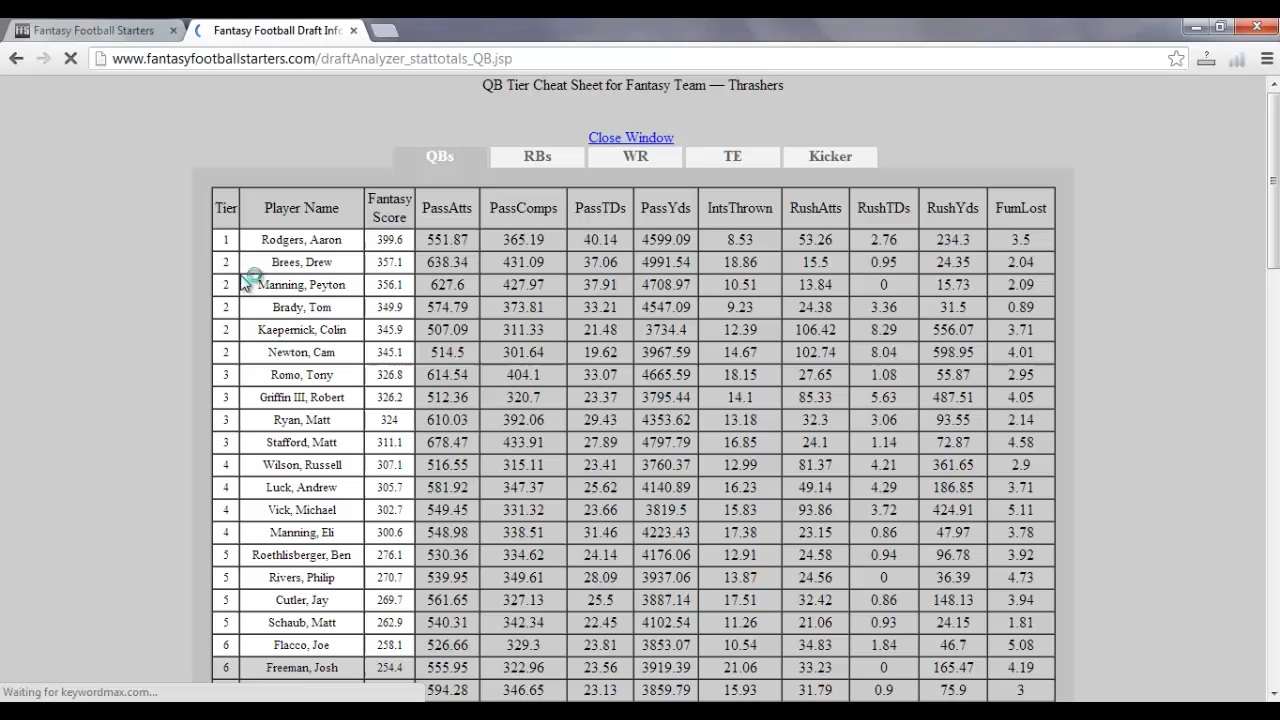 Fantasy Football Starters
Fantasy Football Draft Info
www.fantasyfootballstarters.com/draftAnalyzer_stattotals_QB.jsp
QB Tier Cheat Sheet for Fantasy Team — Thrashers
Close Window
QBs RBs WR TE Kicker
Tier Player Name Fantasy Score PassAtts PassComps PassTDs PassYds IntsThrown RushAtts RushTDs RushYds FumLost
1 Rodgers, Aaron 399.6 551.87 365.19 40.14 4599.09 8.53 53.26 2.76 234.3 3.5
2 Brees, Drew 357.1 638.34 431.09 37.06 4991.54 18.86 15.5 0.95 24.35 2.04
2 Manning, Peyton 356.1 627.6 427.97 37.91 4708.97 10.51 13.84 0 15.73 2.09
2 Brady, Tom 349.9 574.79 373.81 33.21 4547.09 9.23 24.38 3.36 31.5 0.89
2 Kaepernick, Colin 345.9 507.09 311.33 21.48 3734.4 12.39 106.42 8.29 556.07 3.71
2 Newton, Cam 345.1 514.5 301.64 19.62 3967.59 14.67 102.74 8.04 598.95 4.01
3 Romo, Tony 326.8 614.54 404.1 33.07 4665.59 18.15 27.65 1.08 55.87 2.95
3 Griffin III, Robert 326.2 512.36 320.7 23.37 3795.44 14.1 85.33 5.63 487.51 4.05
3 Ryan, Matt 324 610.03 392.06 29.43 4353.62 13.18 32.3 3.06 93.55 2.14
3 Stafford, Matt 311.1 678.47 433.91 27.89 4797.79 16.85 24.1 1.14 72.87 4.58
4 Wilson, Russell 307.1 516.55 315.11 23.41 3760.37 12.99 81.37 4.21 361.65 2.9
4 Luck, Andrew 305.7 581.92 347.37 25.62 4140.89 16.23 49.14 4.29 186.85 3.71
4 Vick, Michael 302.7 549.45 331.32 23.66 3819.5 15.83 93.86 3.72 424.91 5.11
4 Manning, Eli 300.6 548.98 338.51 31.46 4223.43 17.38 23.15 0.86 47.97 3.78
5 Roethlisberger, Ben 276.1 530.36 334.62 24.14 4176.06 12.91 24.58 0.94 96.78 3.92
5 Rivers, Philip 270.7 539.95 349.61 28.09 3937.06 13.87 24.56 0 36.39 4.73
5 Cutler, Jay 269.7 561.65 327.13 25.5 3887.14 17.51 32.42 0.86 148.13 3.94
5 Schaub, Matt 262.9 540.31 342.34 22.45 4102.54 11.26 21.06 0.93 24.15 1.81
6 Flacco, Joe 258.1 526.66 329.3 23.81 3853.07 10.54 34.83 1.84 46.7 5.08
6 Freeman, Josh 254.4 555.95 322.96 23.56 3919.39 21.06 33.23 0 165.47 4.19
594.28 346.65 23.13 3859.79 15.93 31.79 0.9 75.9 3
Waiting for keywordmax.com...